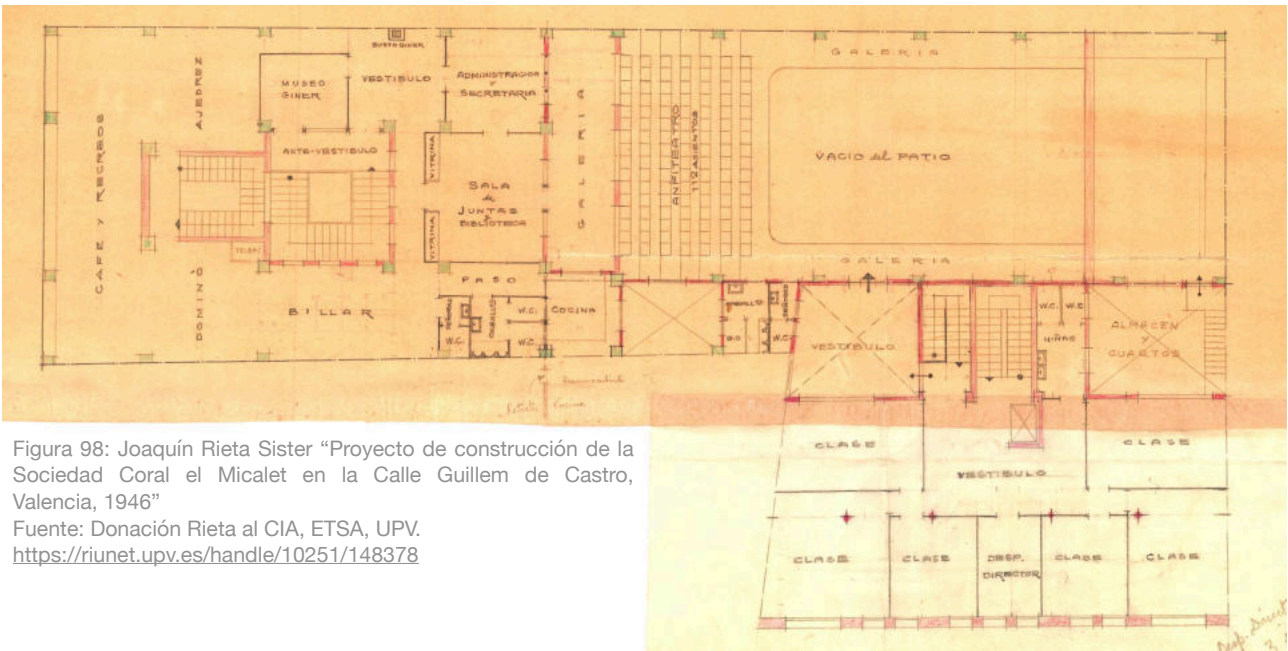 BUSTO GINER
GALERIA
MUSEO
GINER
VESTIBULO
ADMINISTRACION
Y
SECRETARIA
AJEDREZ
CAFE Y RECREOS
ANTE-VESTIBULO
VITRINA
SALA
de
JUNTAS
BIBLIOTECA
VITRINA
GALERIA
ANFITEATRO
112 ASIENTOS
VACIO del PATIO
GALERIA
DOMINÓ
BILLAR
PASO
W.C.
W.C.
W.C.
COCINA
W.C.
VESTIBULO
W.C.
W.C.
NIÑAS
ALMACEN
Y
CUARTOS
CLASE
VESTIBULO
CLASE
CLASE
CLASE
DESP.
DIRECTOR
CLASE
CLASE
Figura 98: Joaquín Rieta Sister “Proyecto de construcción de la
Sociedad Coral el Micalet en la Calle Guillem de Castro,
Valencia, 1946”
Fuente: Donación Rieta al CIA, ETSA, UPV.
https://riunet.upv.es/handle/10251/148378